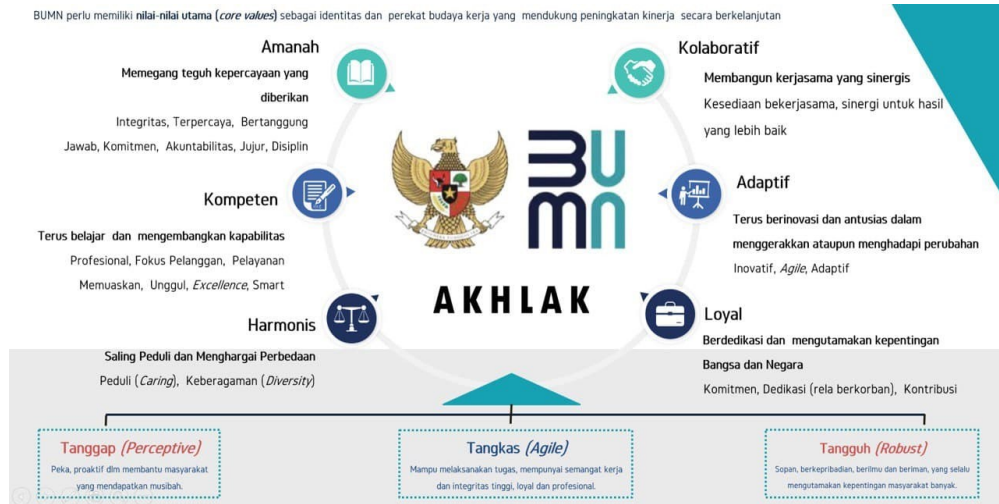 BUMN perlu memiliki nilai-nilai utama (core values) sebagai identitas dan perekat budaya kerja yang mendukung peningkatan kinerja secara berkelanjutan
Amanah
Memegang teguh kepercayaan yang
diberikan
Integritas, Terpercaya, Bertanggung
Jawab, Komitmen, Akuntabilitas, Jujur, Disiplin
Kompeten
Terus belajar dan mengembangkan kapabilitas
Profesional, Fokus Pelanggan, Pelayanan
Memuaskan, Unggul, Excellence, Smart
Harmonis
Saling Peduli dan Menghargai Perbedaan
Peduli (Caring), Keberagaman (Diversity)
BUMN
AKHLAK
Kolaboratif
Membangun kerjasama yang sinergis
Kesediaan bekerjasama, sinergi untuk hasil
yang lebih baik
Adaptif
Terus berinovasi dan antusias dalam
menggerakkan ataupun menghadapi perubahan
Inovatif, Agile, Adaptif
Loyal
Berdedikasi dan mengutamakan kepentingan
Bangsa dan Negara
Komitmen, Dedikasi (rela berkorban), Kontribusi
Tanggap (Perceptive)
Peka, proaktif dlm membantu masyarakat
yang mendapatkan musibah.
Tangkas (Agile)
Mampu melaksanakan tugas, mempunyai semangat kerja
dan integritas tinggi, loyal dan profesional.
Tangguh (Robust)
Sopan, berkepribadian, berilmu dan beriman, yang selalu
mengutamakan kepentingan masyarakat banyak.